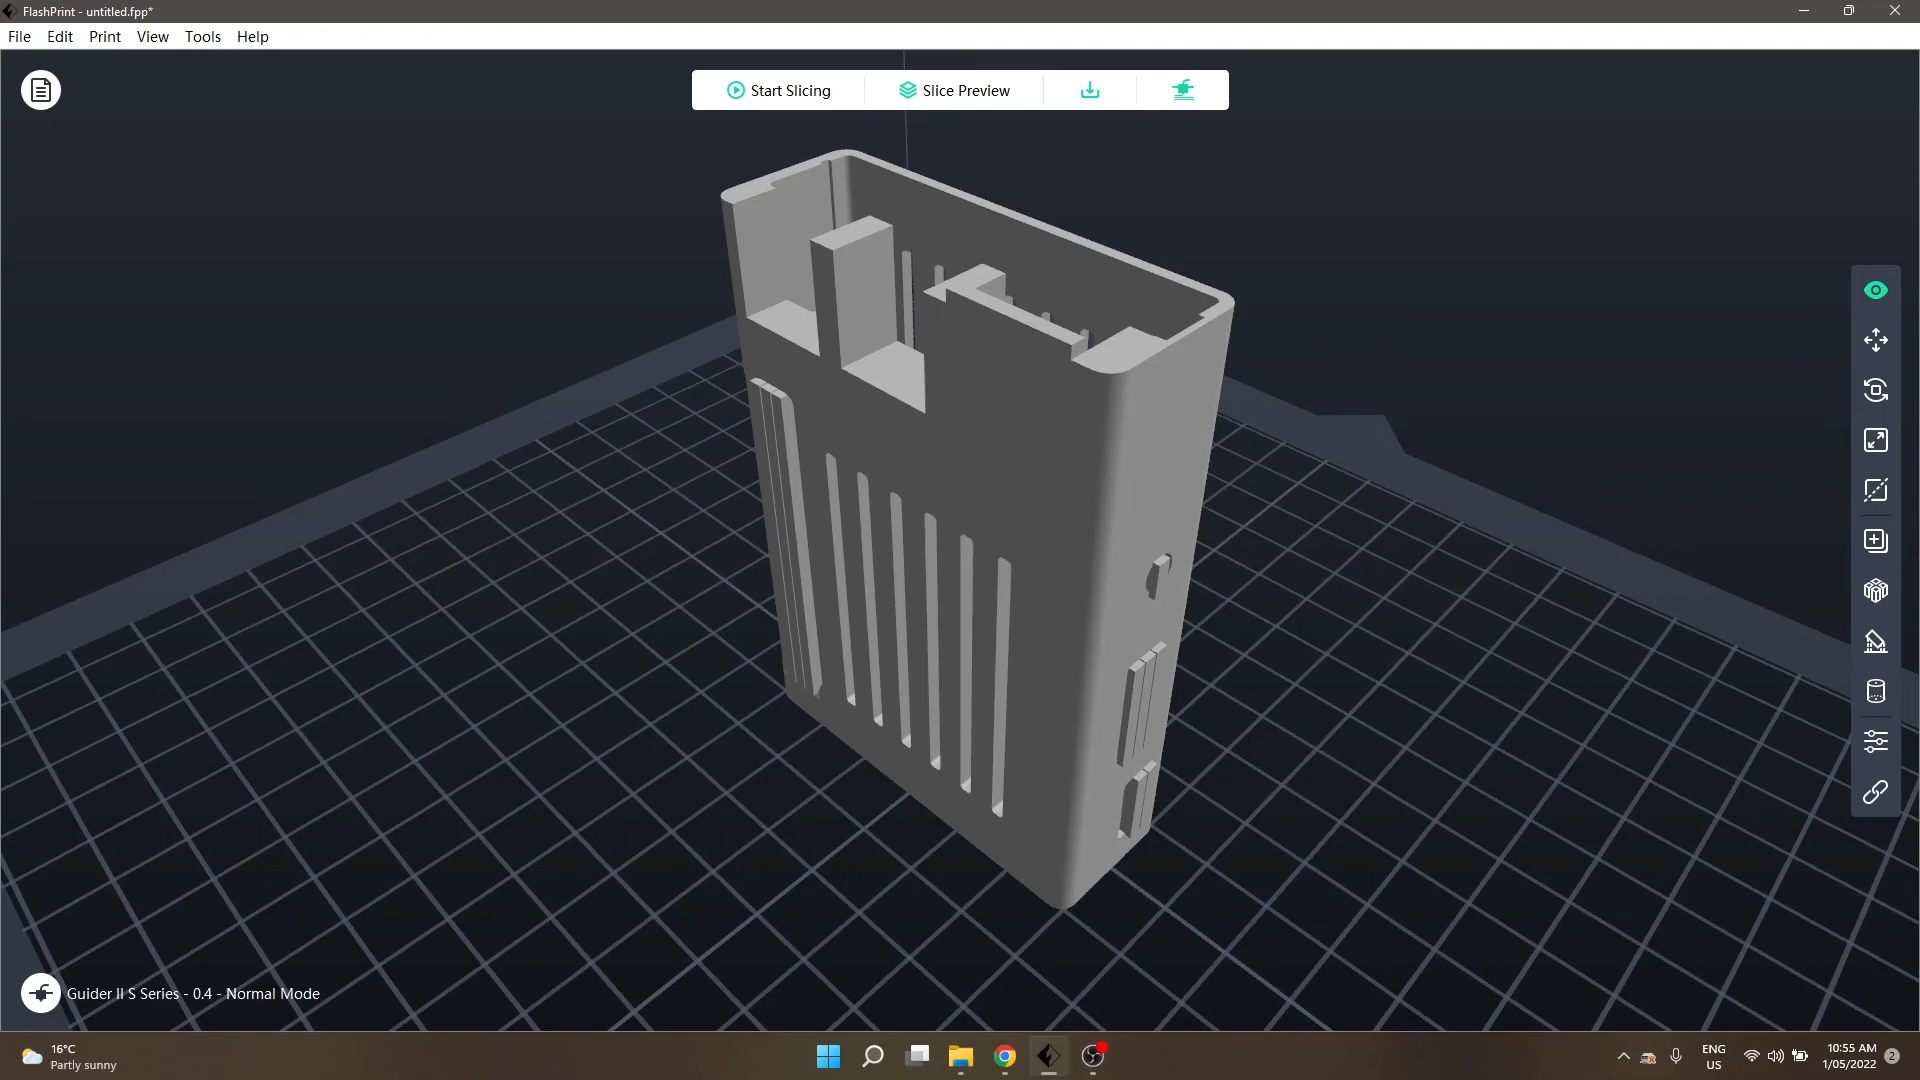 FlashPrint - untitled.fpp*
File Edit Print View Tools Help
Start Slicing Slice Preview
Guider II S Series - 0.4 - Normal Mode
16°C
Partly sunny
ENG
US
10:55 AM
1/05/2022
2